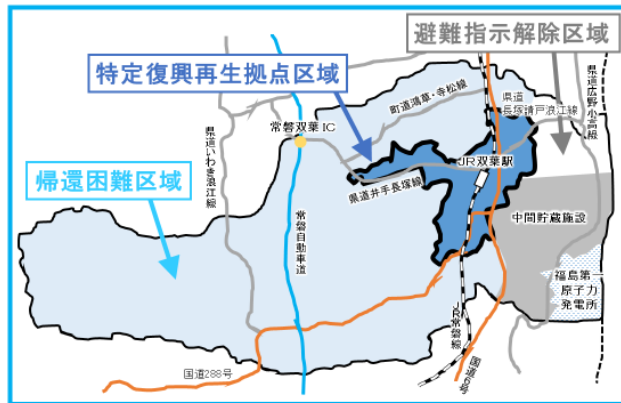 避難指示解除区域
特定復興再生拠点区域
町道鴻草・寺松線
県道
長塚請戸浪江線
県道広野小高線
常磐双葉IC
県道いわき浪江線
JR双葉駅
県道井手長塚線
帰還困難区域
中間貯蔵施設
常磐自動車道
福島第一
原子力
発電所
JR常磐線
国道6号
国道288号